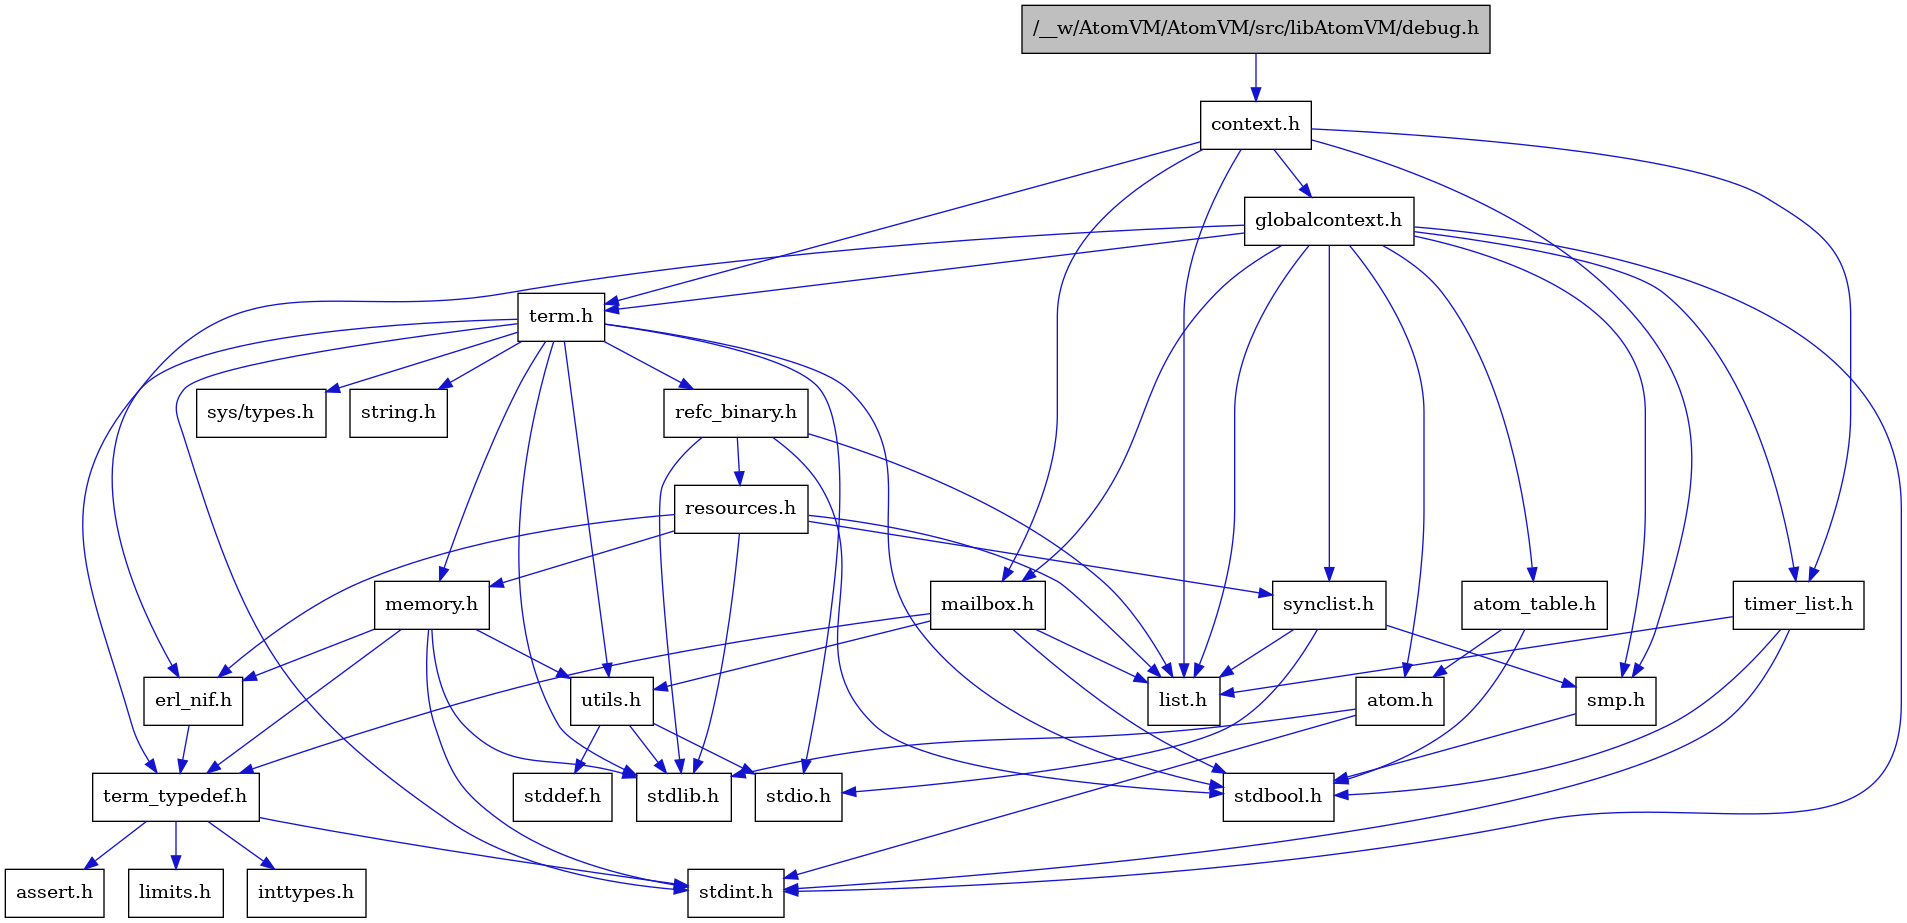 /__w/AtomVM/AtomVM/src/libAtomVM/debug.h
context.h
globalcontext.h
term.h
sys/types.h
string.h
refc_binary.h
resources.h
memory.h
mailbox.h
synclist.h
atom_table.h
timer_list.h
erl_nif.h
utils.h
list.h
atom.h
smp.h
term_typedef.h
stddef.h
stdlib.h
stdio.h
stdbool.h
assert.h
limits.h
inttypes.h
stdint.h